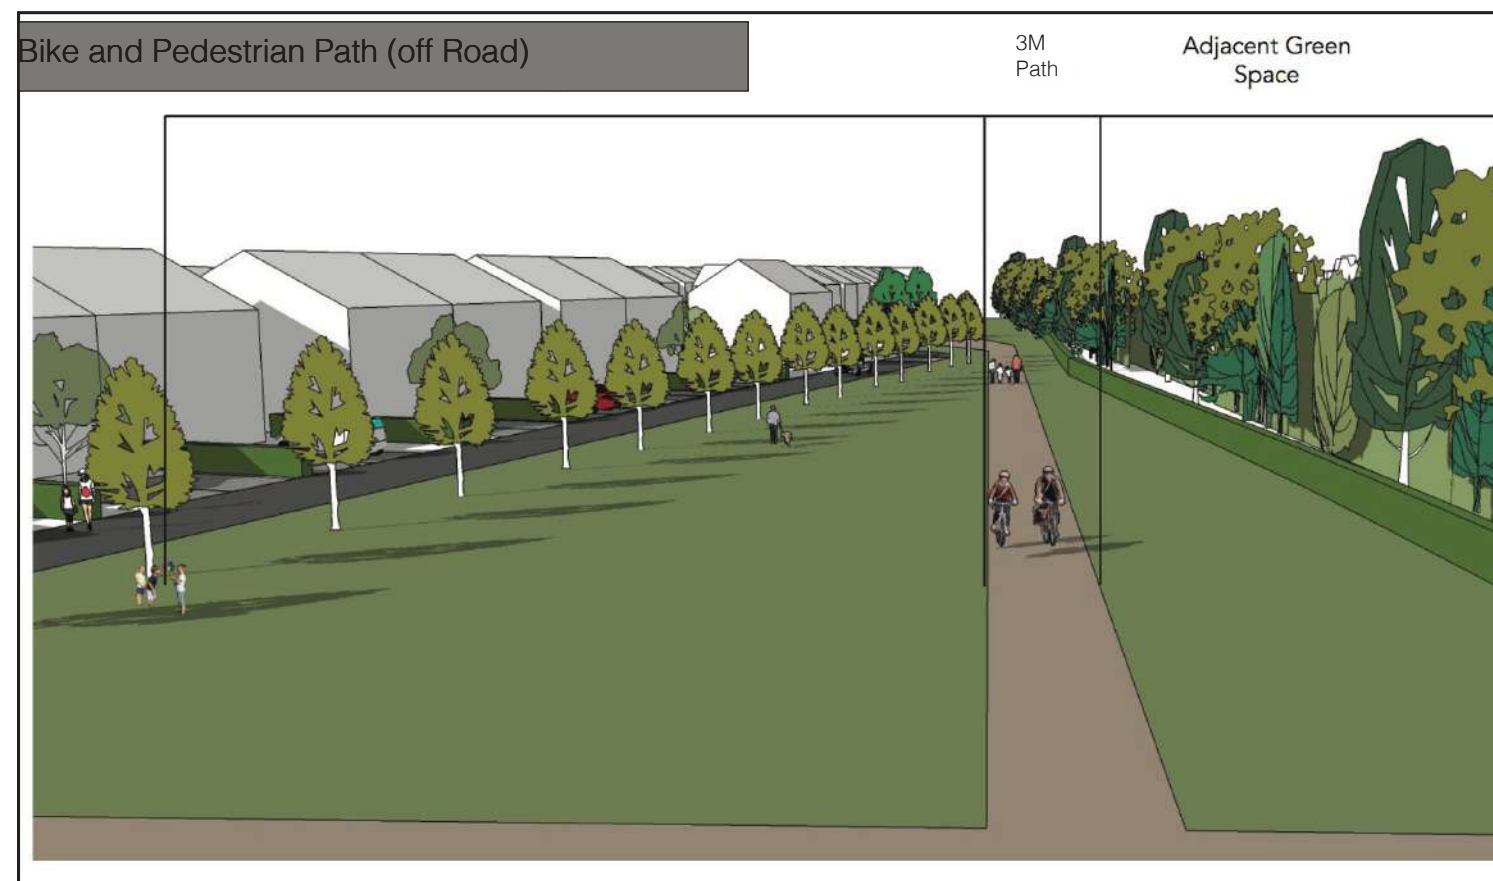 Bike and Pedestrian Path (off Road)
3M
Path
Adjacent Green
Space